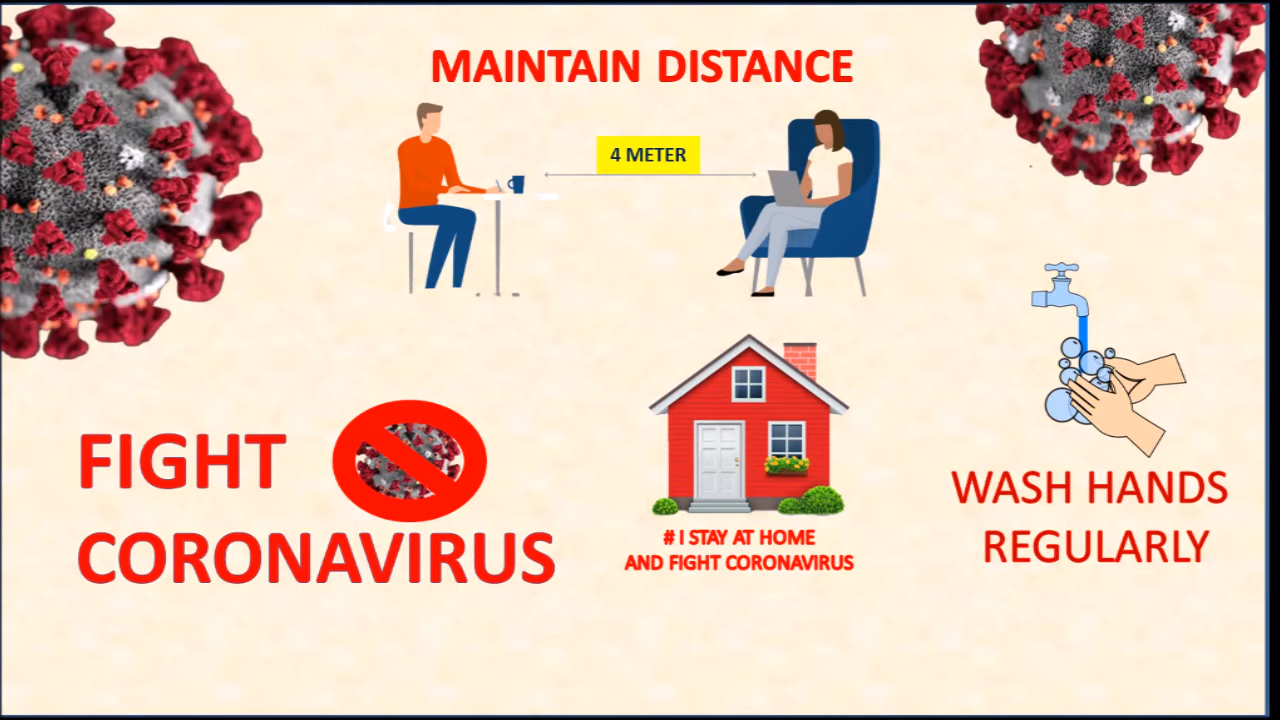 MAINTAIN DISTANCE
4 METER
FIGHT
CORONAVIRUS
# I STAY AT HOME
AND FIGHT CORONAVIRUS
WASH HANDS
REGULARLY